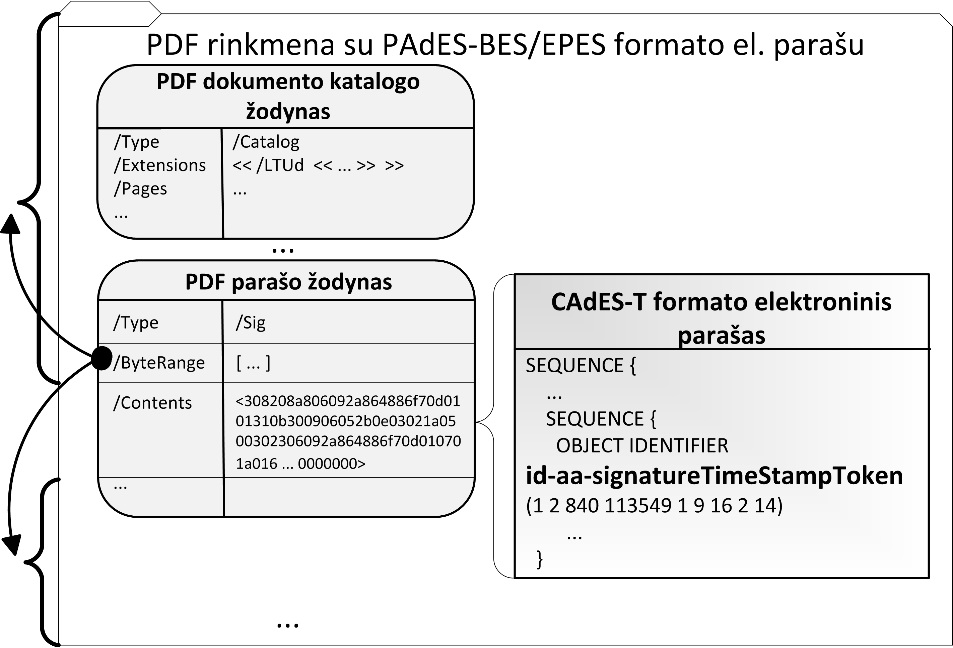 PDF rinkmena su PAdES-BES/EPES formato el. parašu
PDF dokumento katalogo
žodynas
/Type /Catalog
/Extensions << /LTUd << ... >> >>
/Pages ...
...
...
PDF parašo žodynas
/Type /Sig
/ByteRange [ ... ]
/Contents <308208a806092a864886f70d01
01310b300906052b0e03021a05
00302306092a864886f70d01070
1a016 ... 0000000>
...
CAdES-T formato elektroninis
parašas
SEQUENCE {
...
SEQUENCE {
OBJECT IDENTIFIER
id-aa-signatureTimeStampToken
(1 2 840 113549 1 9 16 2 14)
...
}
...